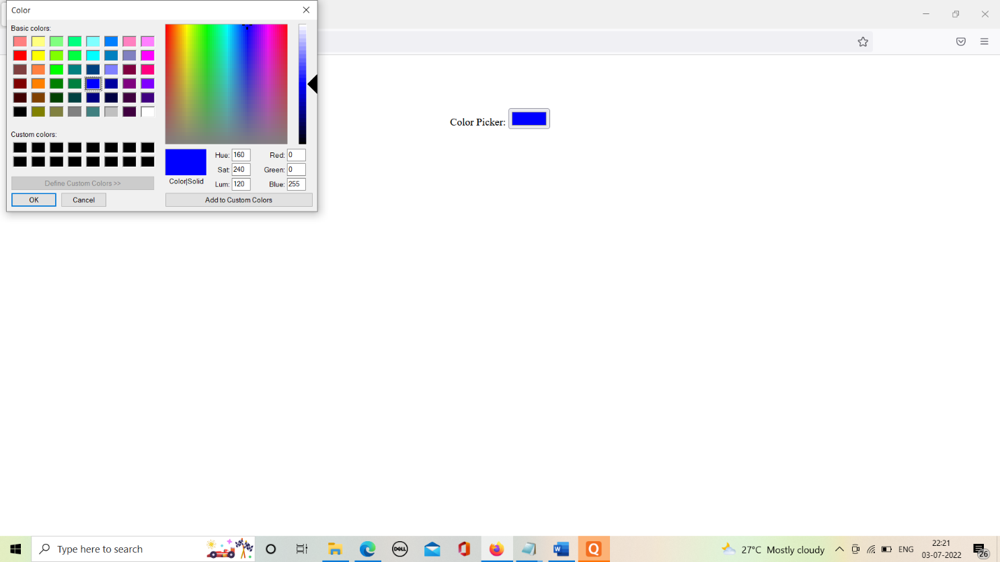 Color
Basic colors:
Custom colors:
Define Custom Colors >>
OK
Cancel
Color|Solid
Hue: 160
Sat: 240
Lum: 120
Red: 0
Green: 0
Blue: 255
Add to Custom Colors
Color Picker:
Type here to search
DELL
W
Q
27°C Mostly cloudy
ENG
22:21
03-07-2022
26